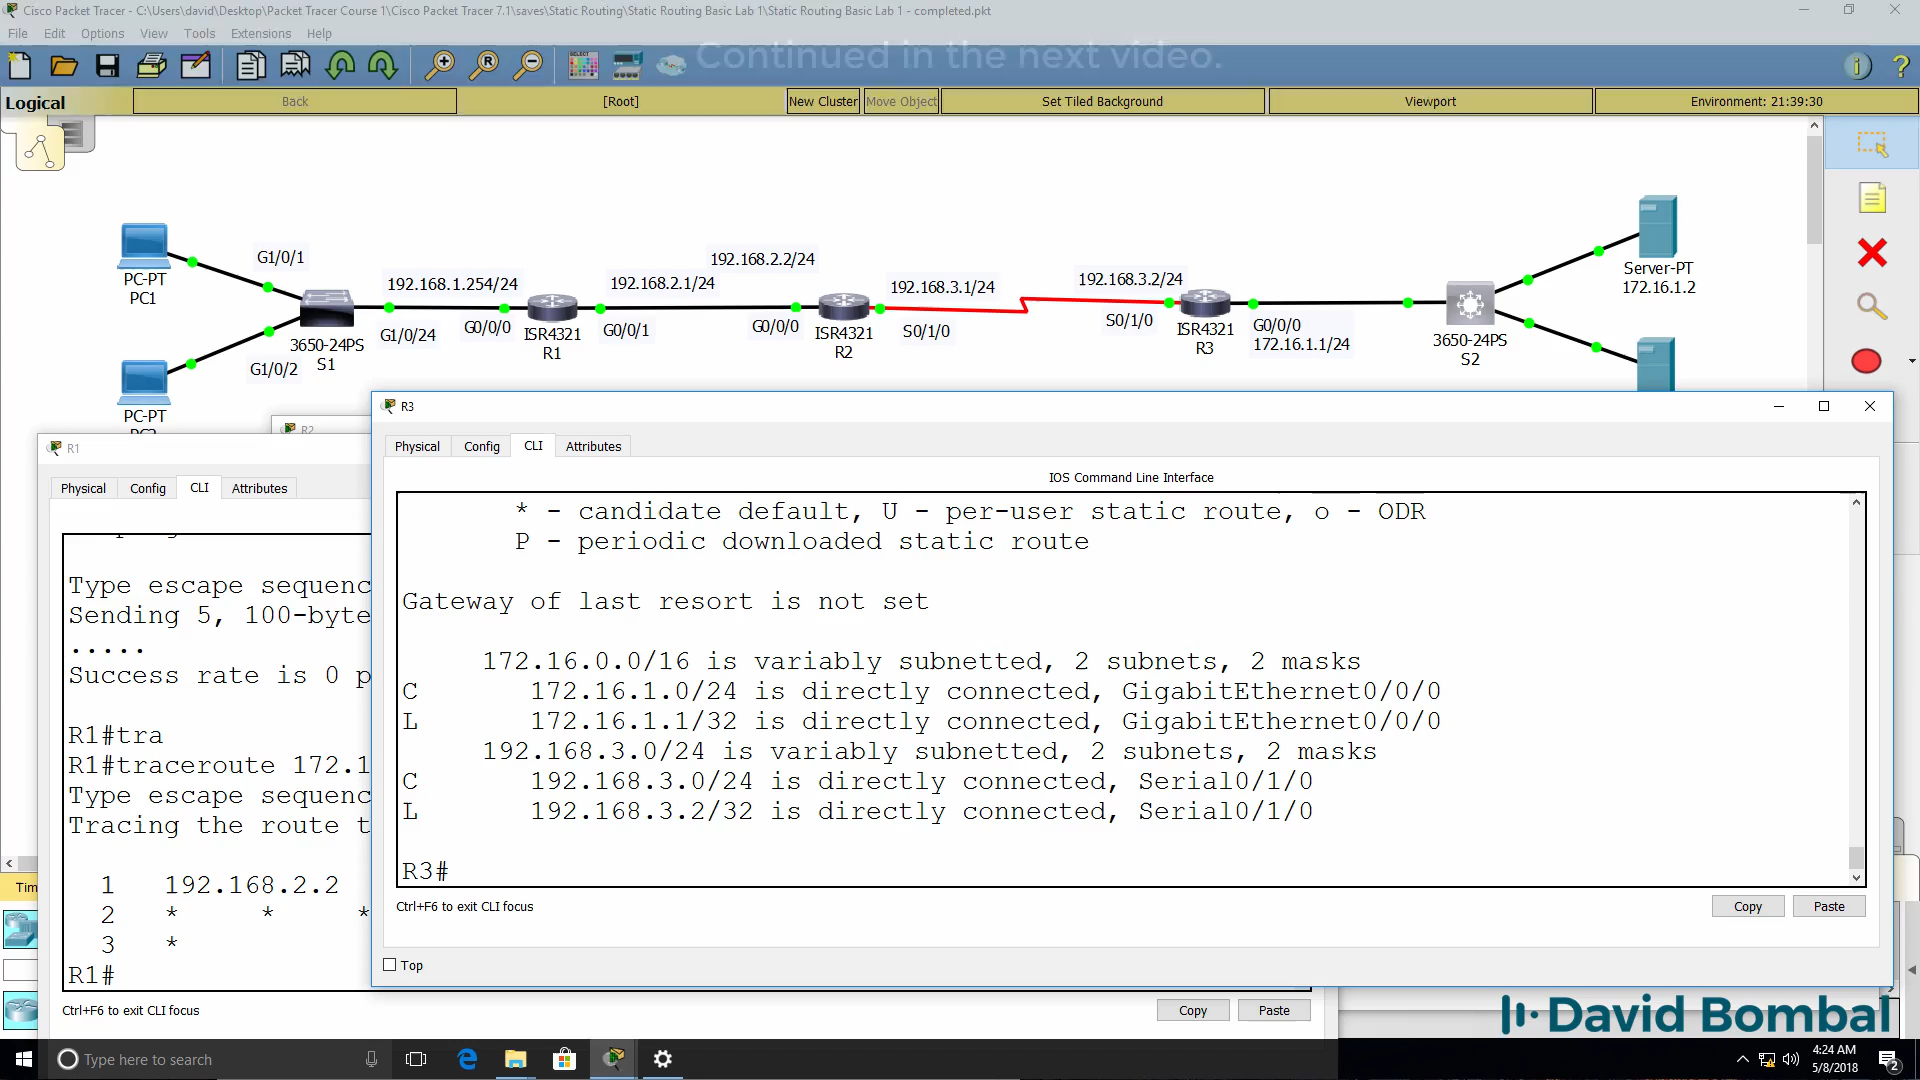 Cisco Packet Tracer - C:\Users\david\Desktop\Packet Tracer Course 1\Cisco Packet Tracer 7.1\saves\Static Routing\Static Routing Basic Lab 1\Static Routing Basic Lab 1 - completed.pkt
File Edit Options View Tools Extensions Help
Continued in the next video.
Logical Back [Root] New Cluster Move Object Set Tiled Background Viewport Environment: 21:39:30
PC-PT
PC1
G1/0/1
192.168.1.254/24
192.168.2.1/24
192.168.2.2/24
192.168.3.1/24
192.168.3.2/24
Server-PT
172.16.1.2
3650-24PS
S1
G1/0/24
G0/0/0
ISR4321
R1
G0/0/1
G0/0/0
ISR4321
R2
S0/1/0
S0/1/0
ISR4321
R3
G0/0/0
172.16.1.1/24
3650-24PS
S2
G1/0/2
PC-PT
R2
R1
Physical Config CLI Attributes
Type escape sequenc
Sending 5, 100-byte
.....
Success rate is 0 p
R1#tra
R1#traceroute 172.1
Type escape sequenc
Tracing the route t
1 192.168.2.2
2 * * *
3 *
R1#
Ctrl+F6 to exit CLI focus
Copy Paste
R3
Physical Config CLI Attributes
IOS Command Line Interface
* - candidate default, U - per-user static route, o - ODR
P - periodic downloaded static route
Gateway of last resort is not set
172.16.0.0/16 is variably subnetted, 2 subnets, 2 masks
C 172.16.1.0/24 is directly connected, GigabitEthernet0/0/0
L 172.16.1.1/32 is directly connected, GigabitEthernet0/0/0
192.168.3.0/24 is variably subnetted, 2 subnets, 2 masks
C 192.168.3.0/24 is directly connected, Serial0/1/0
L 192.168.3.2/32 is directly connected, Serial0/1/0
R3#
Ctrl+F6 to exit CLI focus
Copy Paste
Top
Tim
David Bombal
Type here to search
4:24 AM
5/8/2018
2